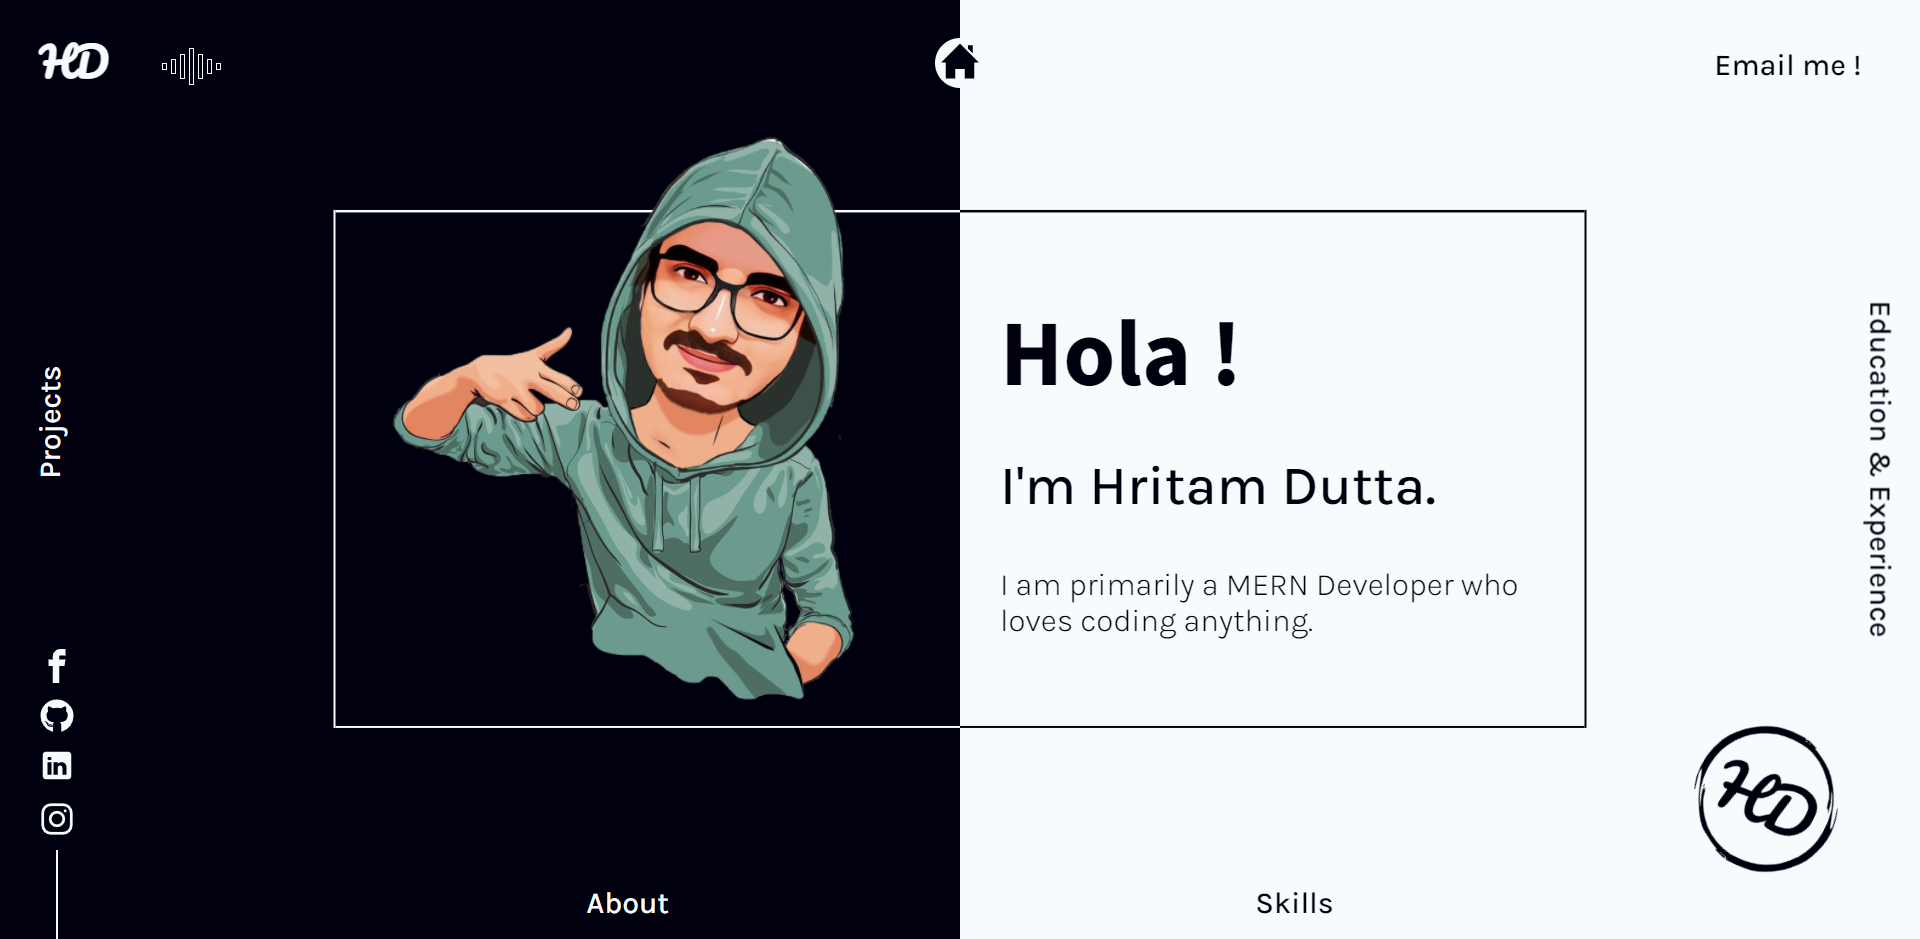 HD
Email me !
Projects
Hola !
I'm Hritam Dutta.
I am primarily a MERN Developer who
loves coding anything.
Education & Experience
in
HD
About
Skills